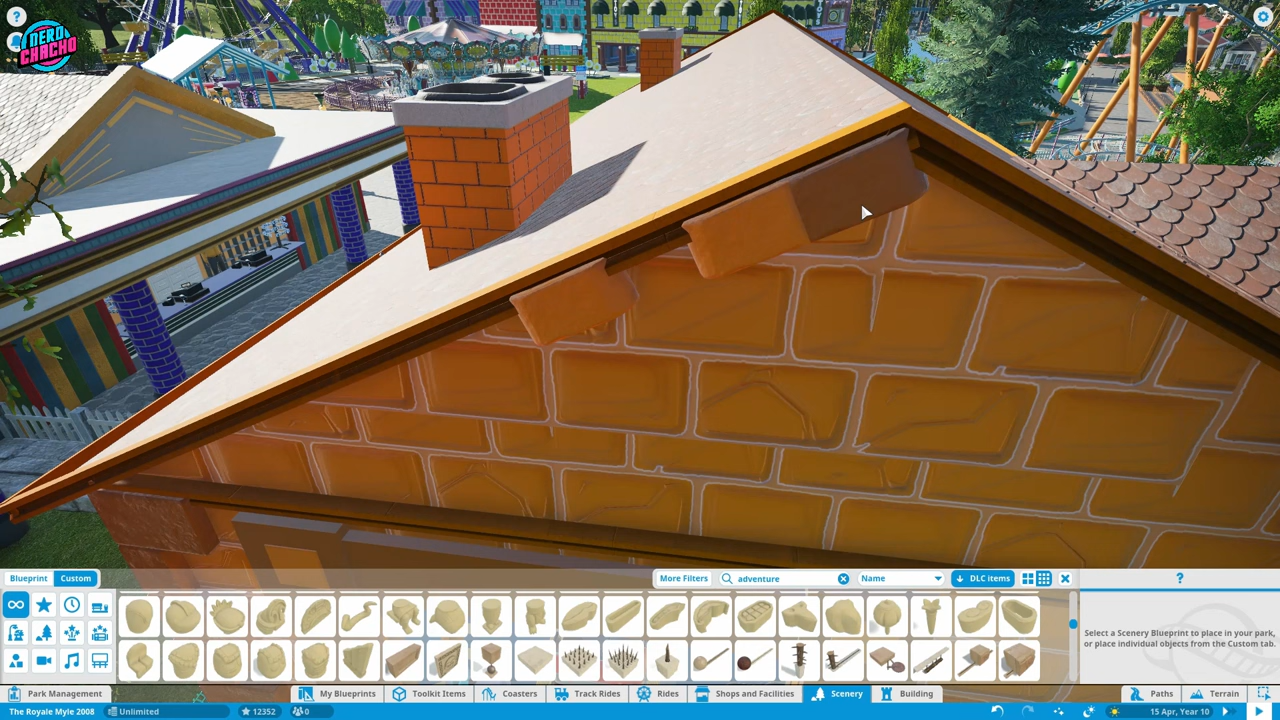 ?
NERD
CHACHO
Blueprint
Custom
More Filters
adventure
Name
DLC items
?
Select a Scenery Blueprint to place in your park,
or place individual objects from the Custom tab.
Park Management
My Blueprints
Toolkit Items
Coasters
Track Rides
Rides
Shops and Facilities
Scenery
Building
Paths
Terrain
The Royale Myle 2008
Unlimited
12352
0
15 Apr, Year 10